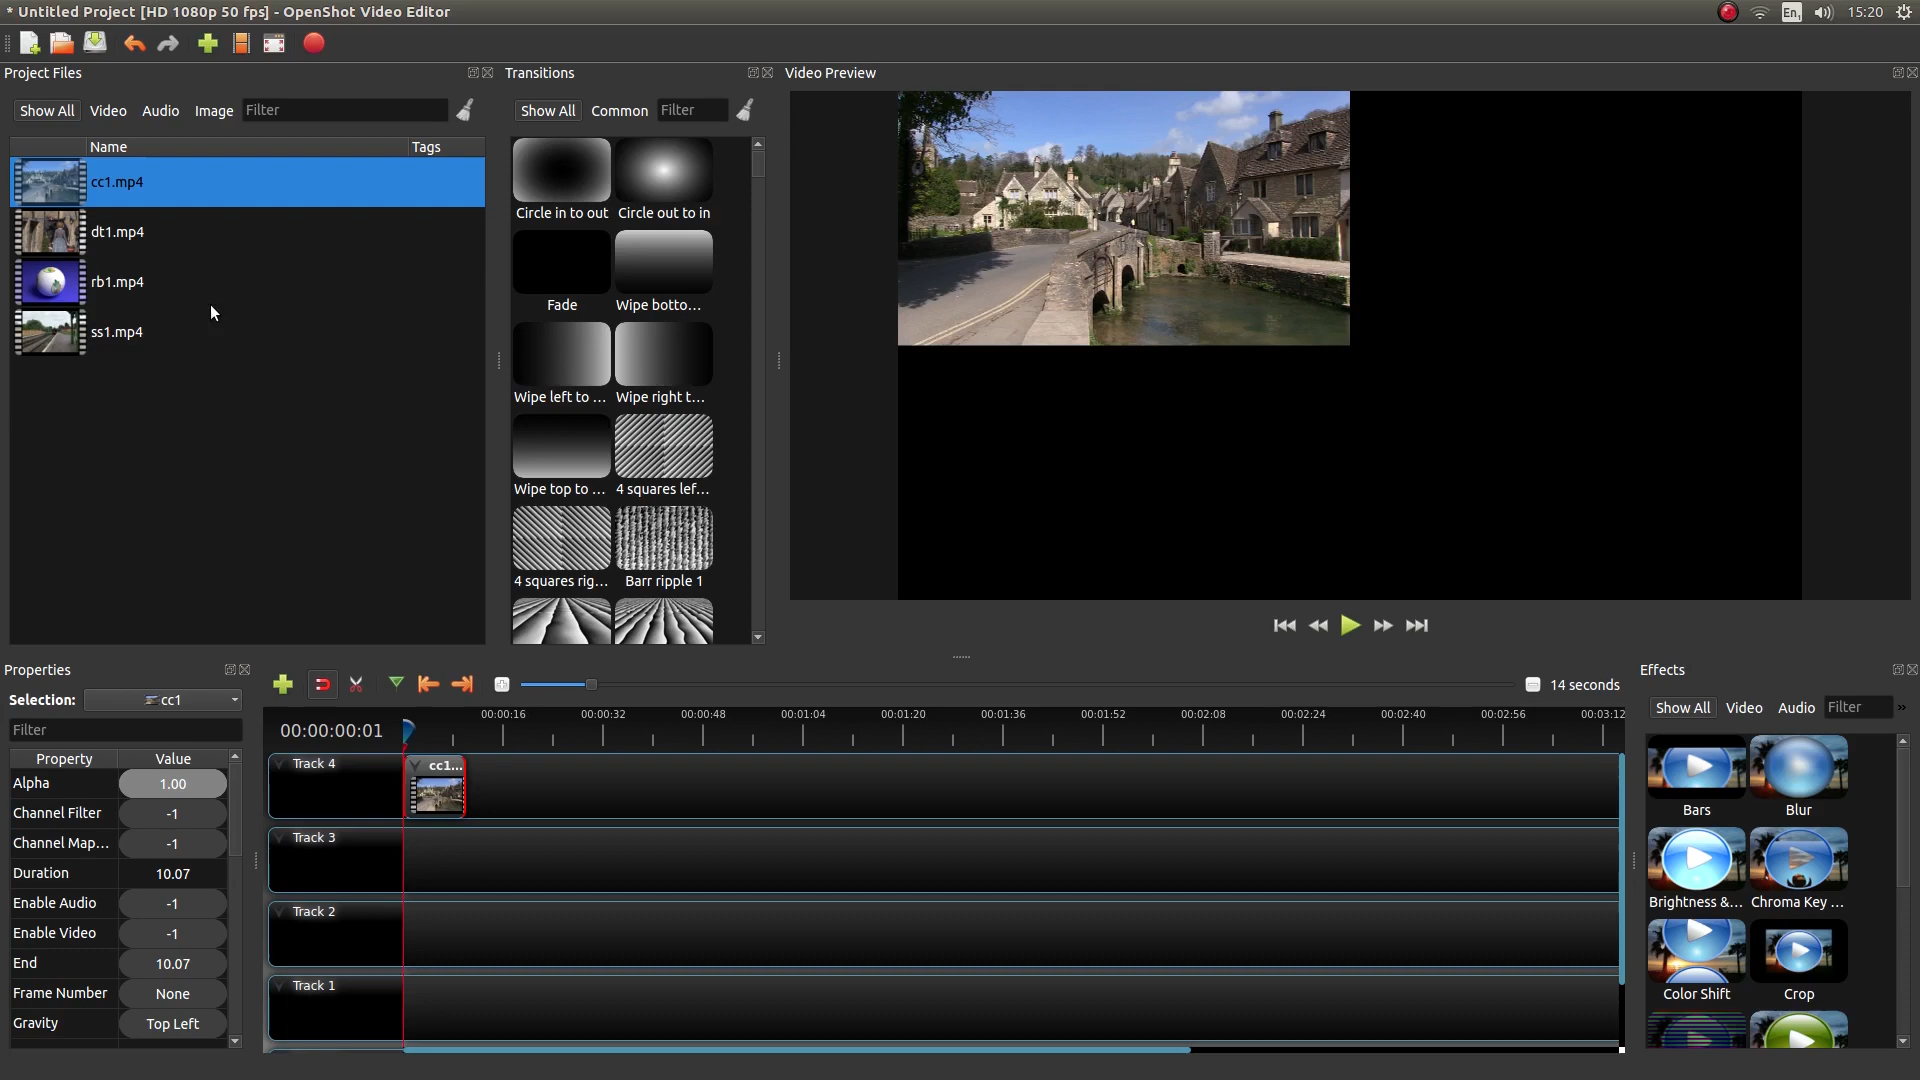 * Untitled Project [HD 1080p 50 fps] - OpenShot Video Editor
En1
15:20
Project Files
Transitions
Video Preview
Show All
Video
Audio
Image
Filter
Show All
Common
Filter
Name
Tags
cc1.mp4
dt1.mp4
rb1.mp4
ss1.mp4
Circle in to out
Circle out to in
Fade
Wipe botto...
Wipe left to ...
Wipe right t...
Wipe top to ...
4 squares lef...
4 squares rig...
Barr ripple 1
Properties
Selection:
cc1
Filter
Property
Value
Alpha
1.00
Channel Filter
-1
Channel Map...
-1
Duration
10.07
Enable Audio
-1
Enable Video
-1
End
10.07
Frame Number
None
Gravity
Top Left
14 seconds
00:00:00:01
00:00:16
00:00:32
00:00:48
00:01:04
00:01:20
00:01:36
00:01:52
00:02:08
00:02:24
00:02:40
00:02:56
00:03:12
Track 4
cc1...
Track 3
Track 2
Track 1
Effects
Show All
Video
Audio
Filter
»
Bars
Blur
Brightness &...
Chroma Key ...
Color Shift
Crop